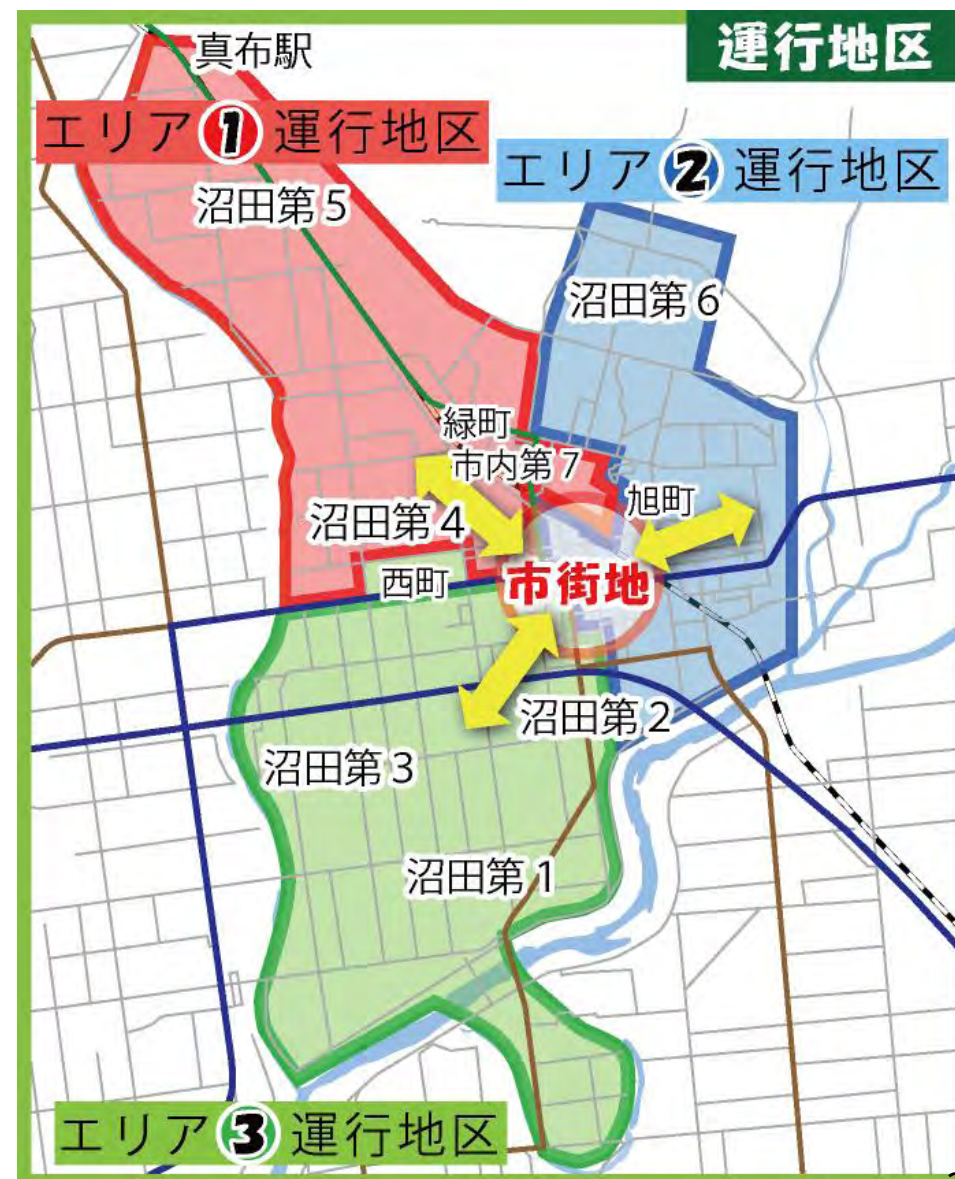 運行地区
真布駅
エリア1運行地区
エリア2運行地区
沼田第5
沼田第6
緑町
市内第7
旭町
沼田第4
西町
市街地
沼田第2
沼田第3
沼田第1
エリア3運行地区